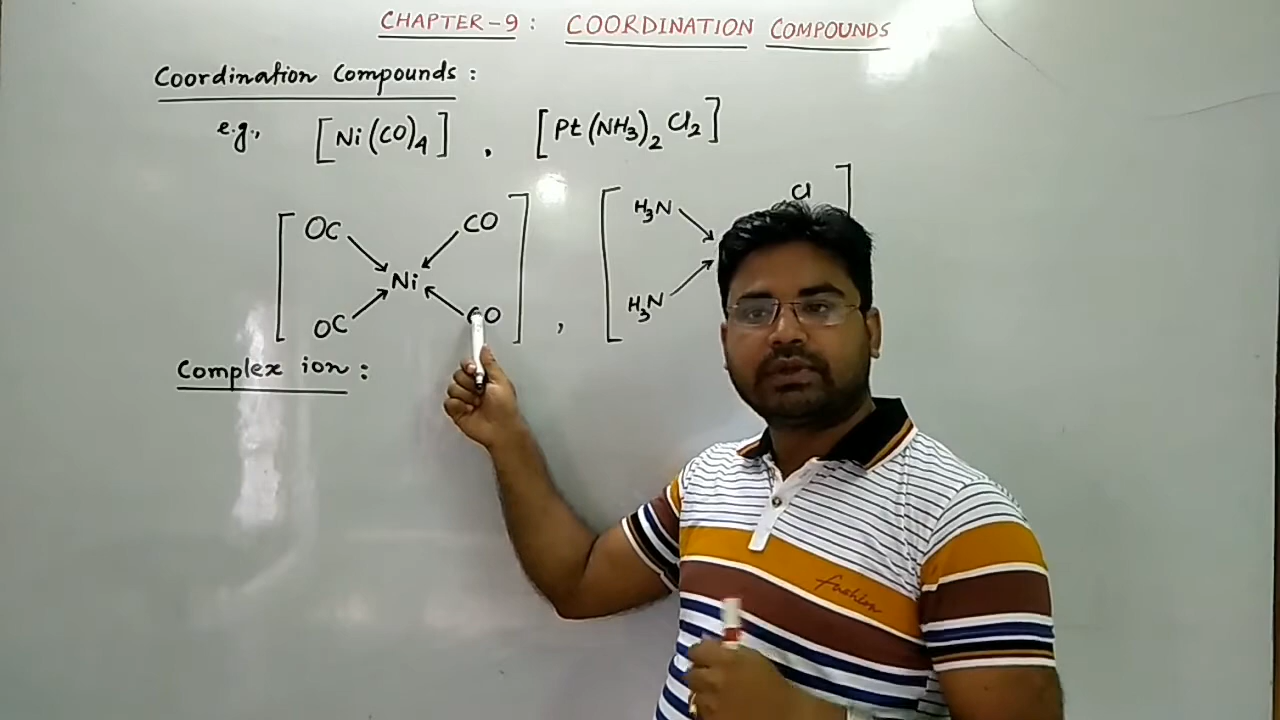 CHAPTER-9 : COORDINATION COMPOUNDS
Coordination Compounds :
e.g., [Ni(CO)4] , [Pt(NH3)2Cl2]
[OC CO H3N Cl]
Ni
OC CO , H3N
Complex ion :
fashion